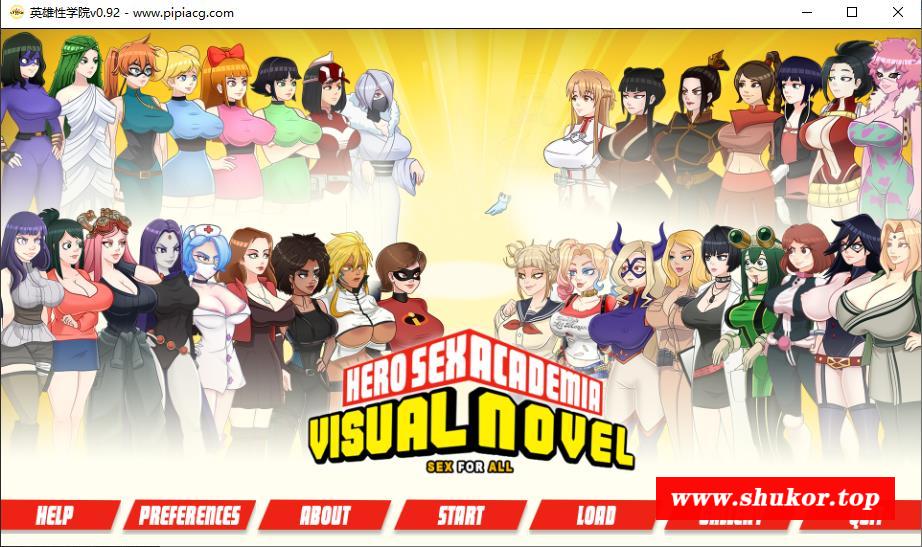 英雄性学院v0.92 - www.pipiacg.com
HERO SEX ACADEMIA
VISUAL NOVEL
SEX FOR ALL
www.shukor.top
HELP PREFERENCES ABOUT START LOAD